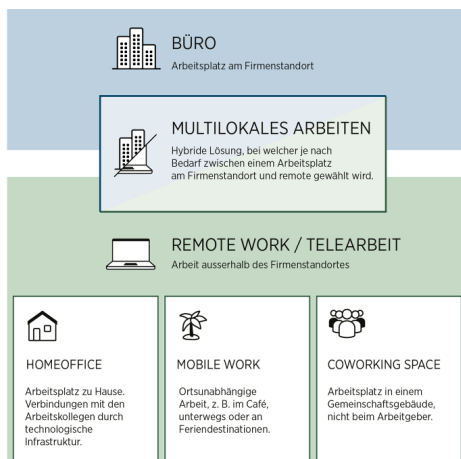 BÜRO
Arbeitsplatz am Firmenstandort
MULTILOKALES ARBEITEN
Hybride Lösung, bei welcher je nach
Bedarf zwischen einem Arbeitsplatz
am Firmenstandort und remote gewählt wird.
REMOTE WORK / TELEARBEIT
Arbeit ausserhalb des Firmenstandortes
HOMEOFFICE
Arbeitsplatz zu Hause.
Verbindungen mit den
Arbeitskollegen durch
technologische
Infrastruktur.
MOBILE WORK
Ortsunabhängige
Arbeit, z. B. im Café,
unterwegs oder an
Feriendestinationen.
COWORKING SPACE
Arbeitsplatz in einem
Gemeinschaftsgebäude,
nicht beim Arbeitgeber.